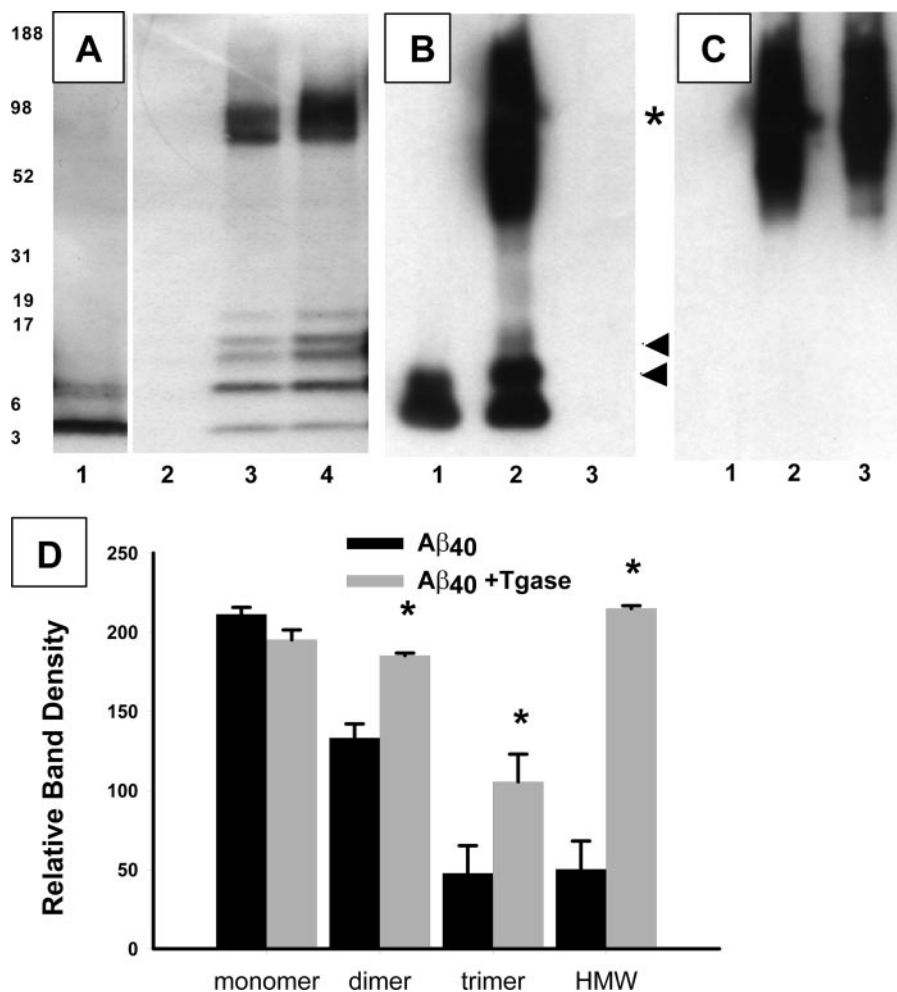 A
B
C
188
98
52
31
19
17
6
3
*
1 2 3 4
1 2 3
1 2 3
D
Aβ40
Aβ40 +Tgase
250
200
150
100
50
0
Relative Band Density
* * *
monomer dimer trimer HMW